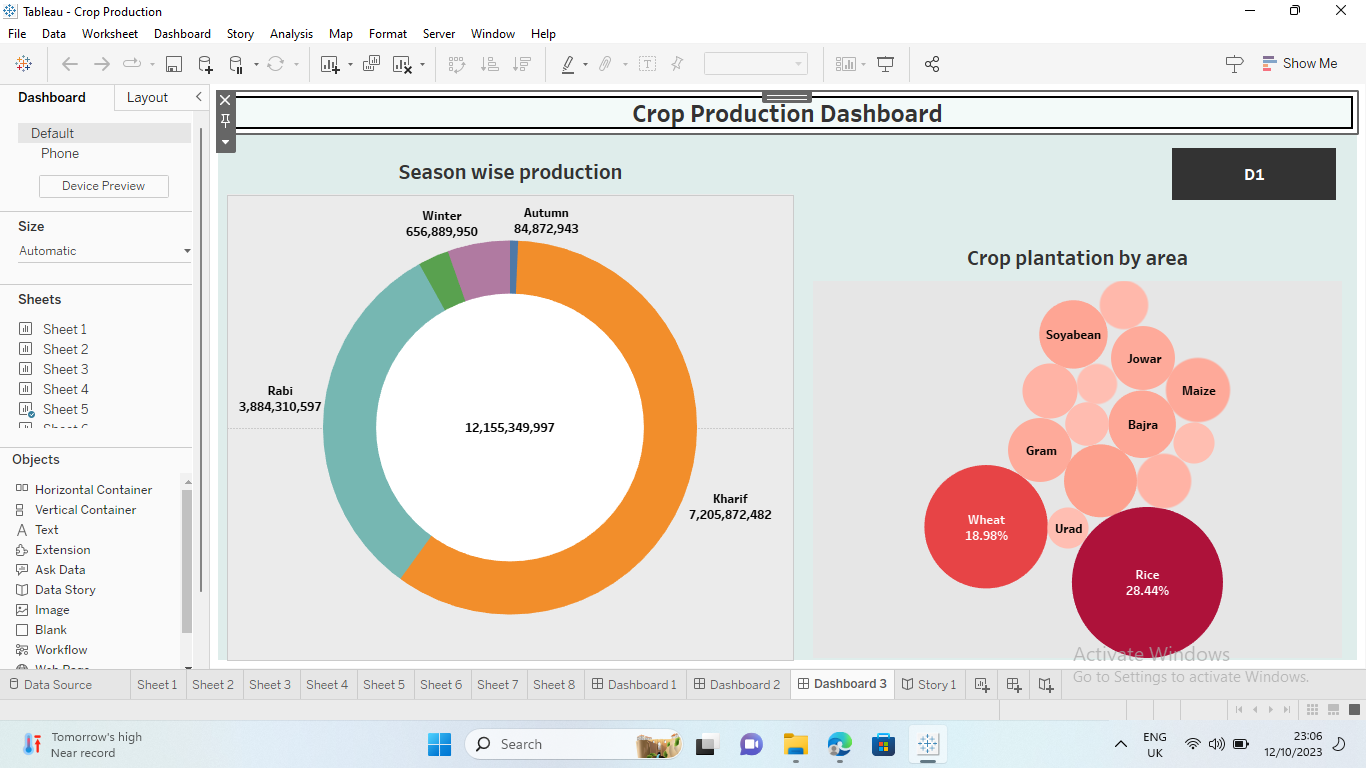 Tableau - Crop Production
File Data Worksheet Dashboard Story Analysis Map Format Server Window Help
Show Me
Dashboard Layout
Default
Phone
Device Preview
Size
Automatic
Sheets
Sheet 1
Sheet 2
Sheet 3
Sheet 4
Sheet 5
Objects
Horizontal Container
Vertical Container
Text
Extension
Ask Data
Data Story
Image
Blank
Workflow
Crop Production Dashboard
Season wise production
Winter
656,889,950
Autumn
84,872,943
Rabi
3,884,310,597
12,155,349,997
Kharif
7,205,872,482
D1
Crop plantation by area
Soyabean
Jowar
Maize
Bajra
Gram
Wheat
18.98%
Urad
Rice
28.44%
Activate Windows
Go to Settings to activate Windows.
Data Source Sheet 1 Sheet 2 Sheet 3 Sheet 4 Sheet 5 Sheet 6 Sheet 7 Sheet 8 Dashboard 1 Dashboard 2 Dashboard 3 Story 1
Tomorrow's high
Near record
Search
ENG
UK
23:06
12/10/2023